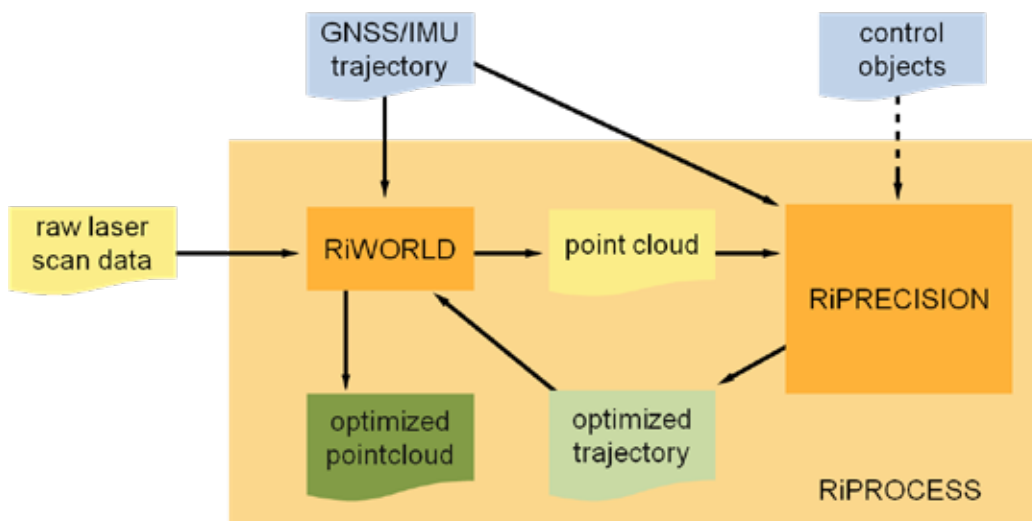 GNSS/IMU
trajectory
control
objects
raw laser
scan data
RiWORLD
point cloud
RiPRECISION
optimized
pointcloud
optimized
trajectory
RiPROCESS